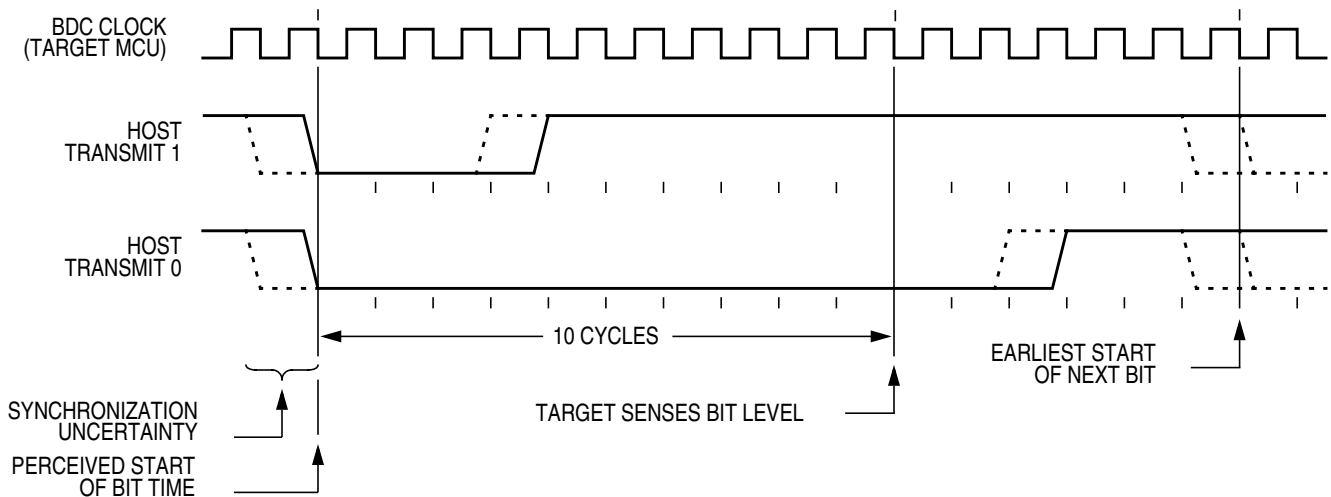 BDC CLOCK
(TARGET MCU)
HOST
TRANSMIT 1
HOST
TRANSMIT 0
10 CYCLES
EARLIEST START
OF NEXT BIT
SYNCHRONIZATION
UNCERTAINTY
TARGET SENSES BIT LEVEL
PERCEIVED START
OF BIT TIME